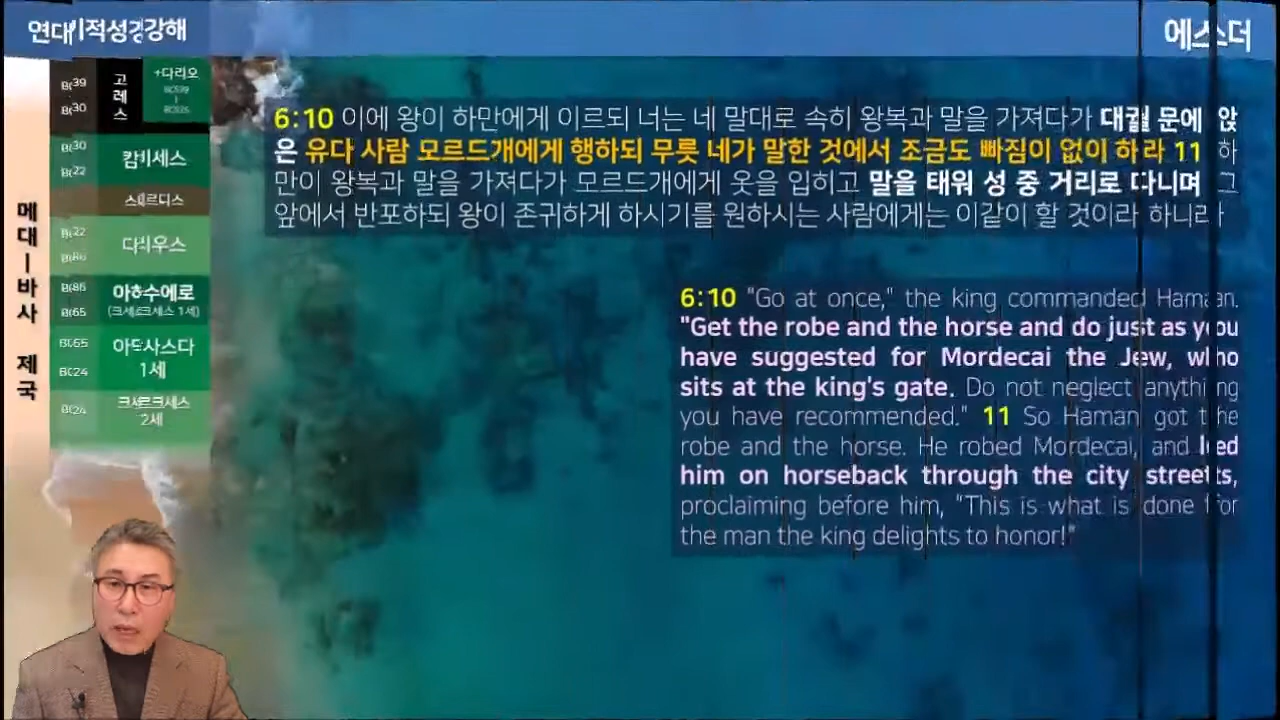 연대기적성경강해
에스더
메대-바사 제국
고레스
+다리오
캄비세스
스메르디스
다리우스
아하수에로
(크세르크세스 1세)
아닥사스다
1세
크세르크세스
2세
6:10 이에 왕이 하만에게 이르되 너는 네 말대로 속히 왕복과 말을 가져다가 대궐 문에 앉
은 유다 사람 모르드개에게 행하되 무릇 네가 말한 것에서 조금도 빠짐이 없이 하라 11 하
만이 왕복과 말을 가져다가 모르드개에게 옷을 입히고 말을 태워 성 중 거리로 다니며 그
앞에서 반포하되 왕이 존귀하게 하시기를 원하시는 사람에게는 이같이 할 것이라 하니라
6:10 "Go at once," the king commanded Haman.
"Get the robe and the horse and do just as you
have suggested for Mordecai the Jew, who
sits at the king's gate. Do not neglect anything
you have recommended." 11 So Haman got the
robe and the horse. He robed Mordecai, and led
him on horseback through the city streets,
proclaiming before him, "This is what is done for
the man the king delights to honor!"